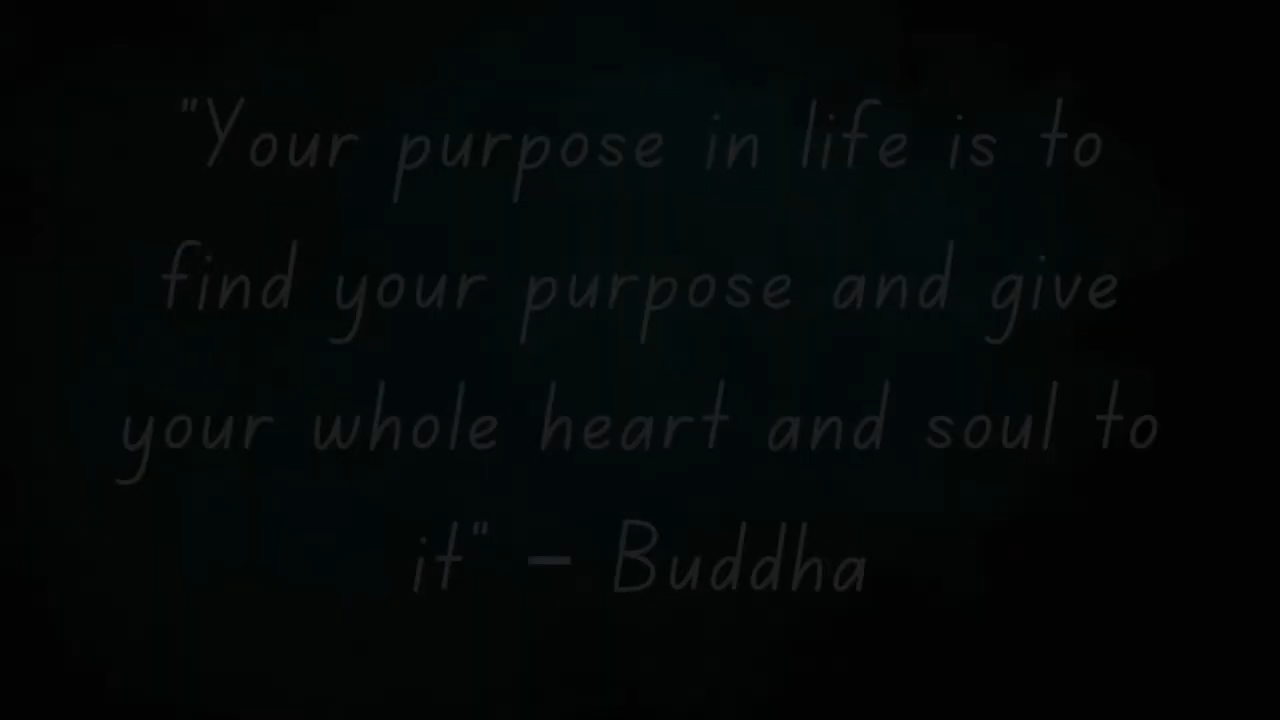 "Your purpose in life is to
find your purpose and give
your whole heart and soul to
it" – Buddha